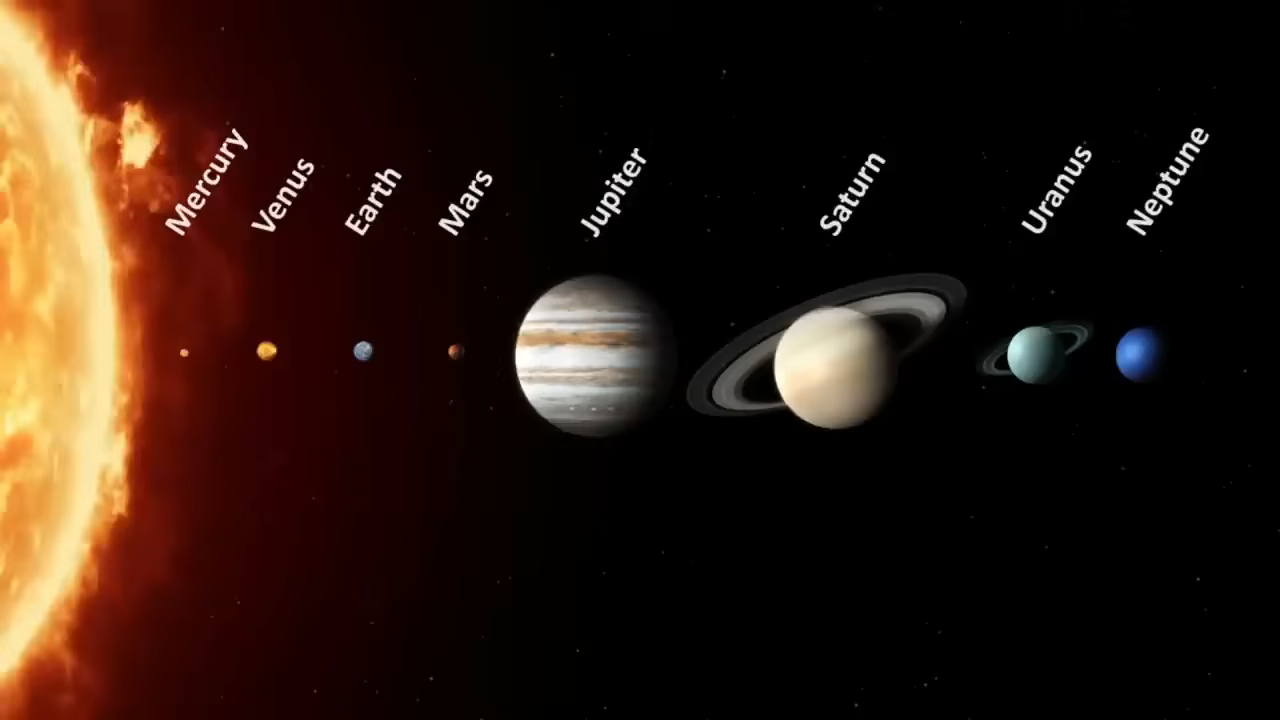 Mercury
Venus
Earth
Mars
Jupiter
Saturn
Uranus
Neptune